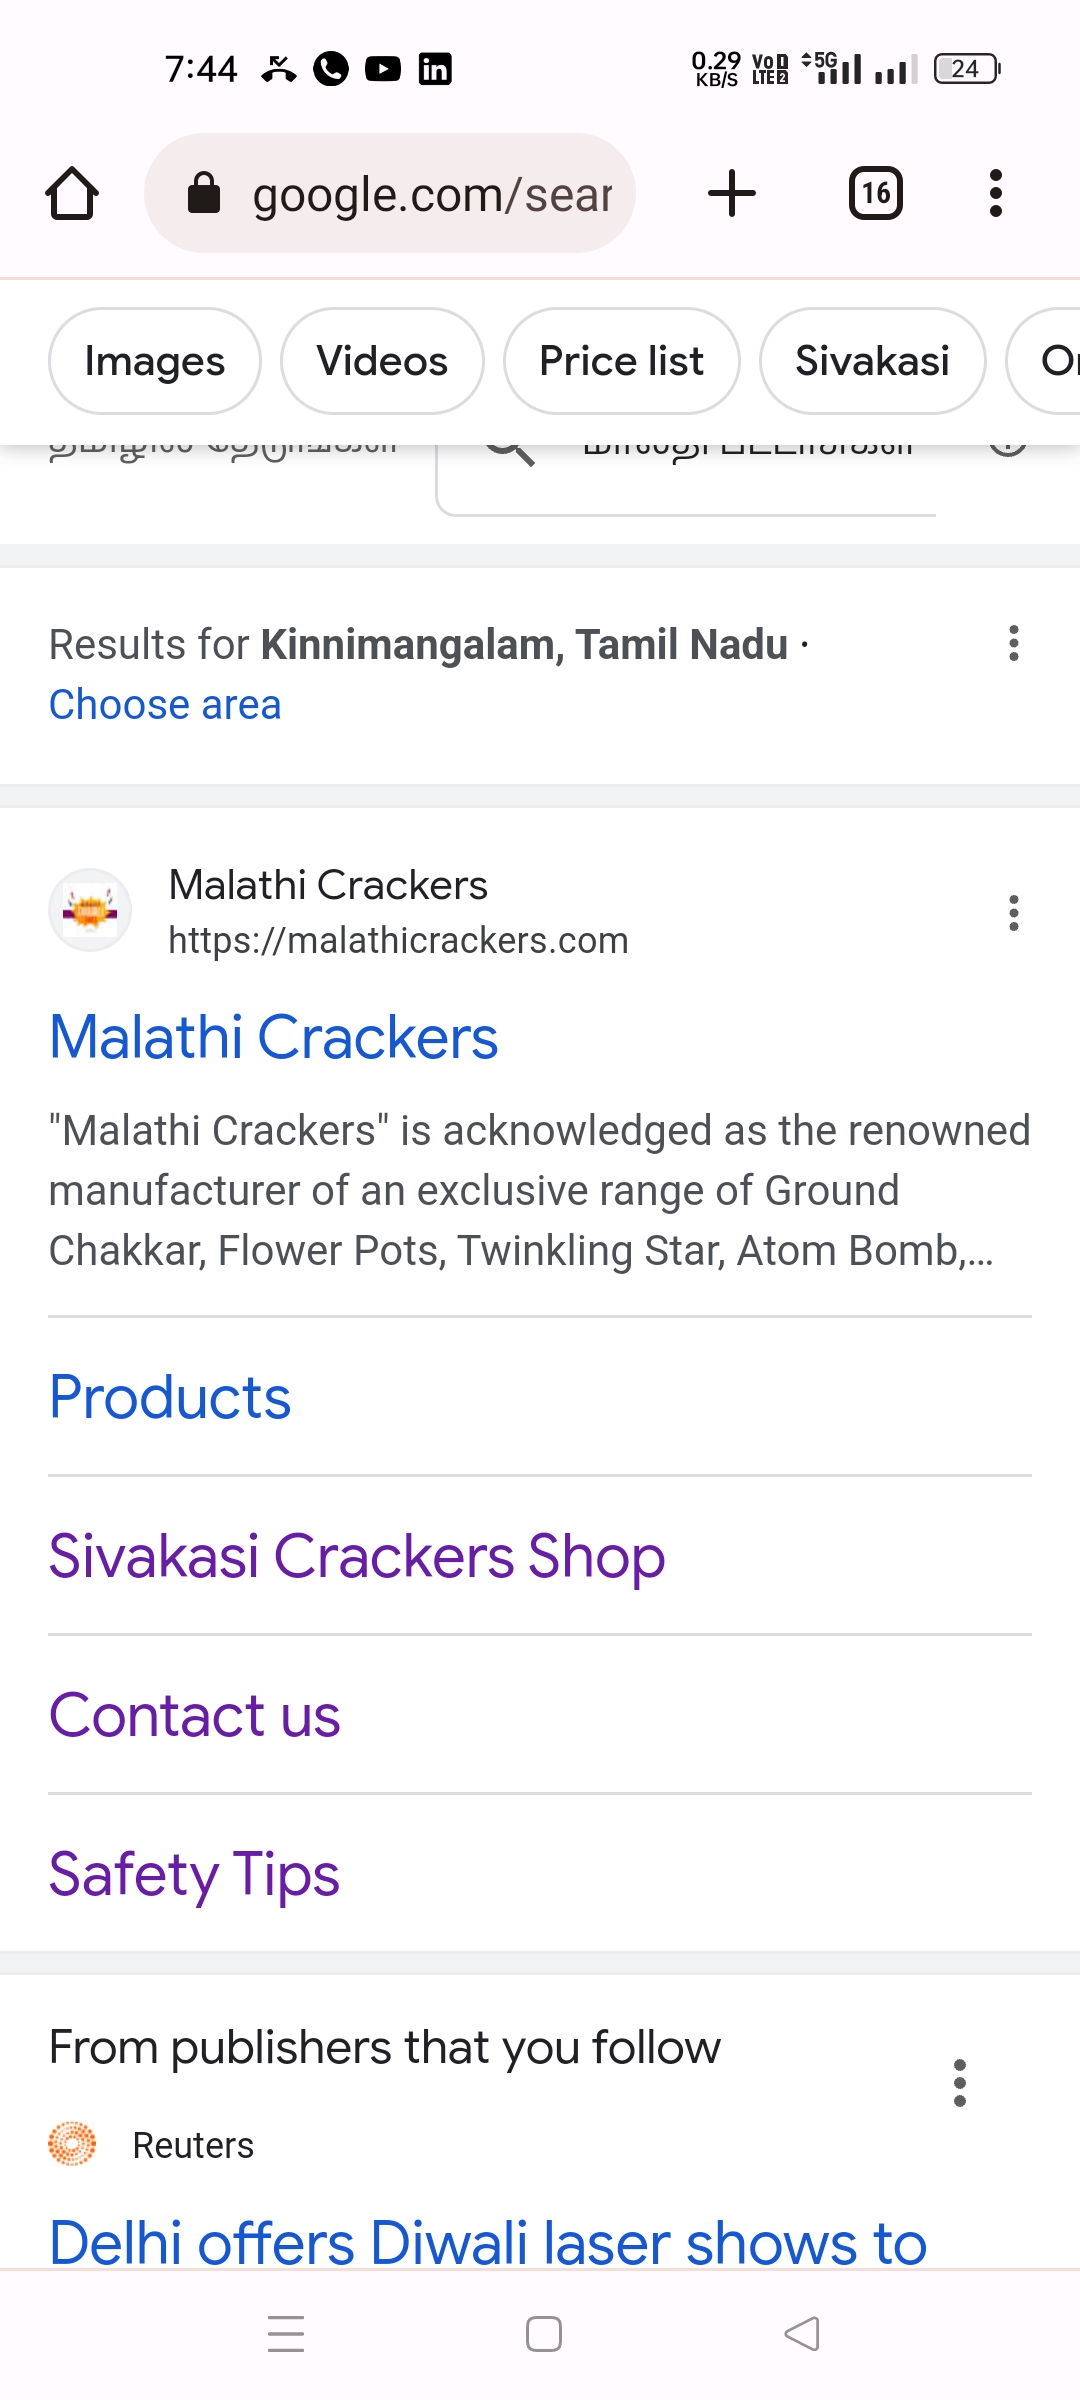 7:44
0.29 KB/S
Vo 1 LTE 2
5G
24
google.com/sear
16
Images
Videos
Price list
Sivakasi
Results for Kinnimangalam, Tamil Nadu ·
Choose area
Malathi Crackers
https://malathicrackers.com
Malathi Crackers
"Malathi Crackers" is acknowledged as the renowned
manufacturer of an exclusive range of Ground
Chakkar, Flower Pots, Twinkling Star, Atom Bomb,...
Products
Sivakasi Crackers Shop
Contact us
Safety Tips
From publishers that you follow
Reuters
Delhi offers Diwali laser shows to